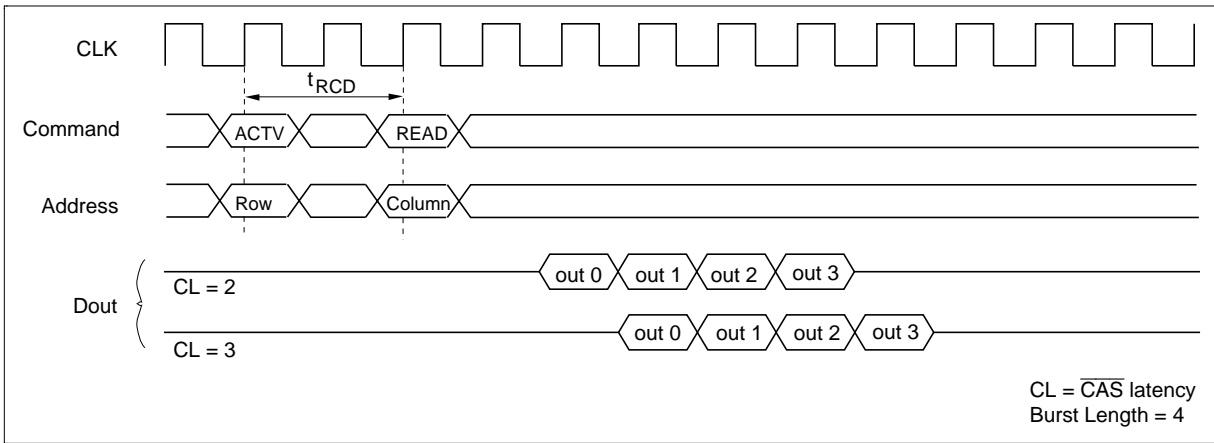 CLK
tRCD
Command
ACTV
READ
Address
Row
Column
Dout
CL = 2
out 0 out 1 out 2 out 3
CL = 3
out 0 out 1 out 2 out 3
CL = C̅A̅S̅ latency
Burst Length = 4